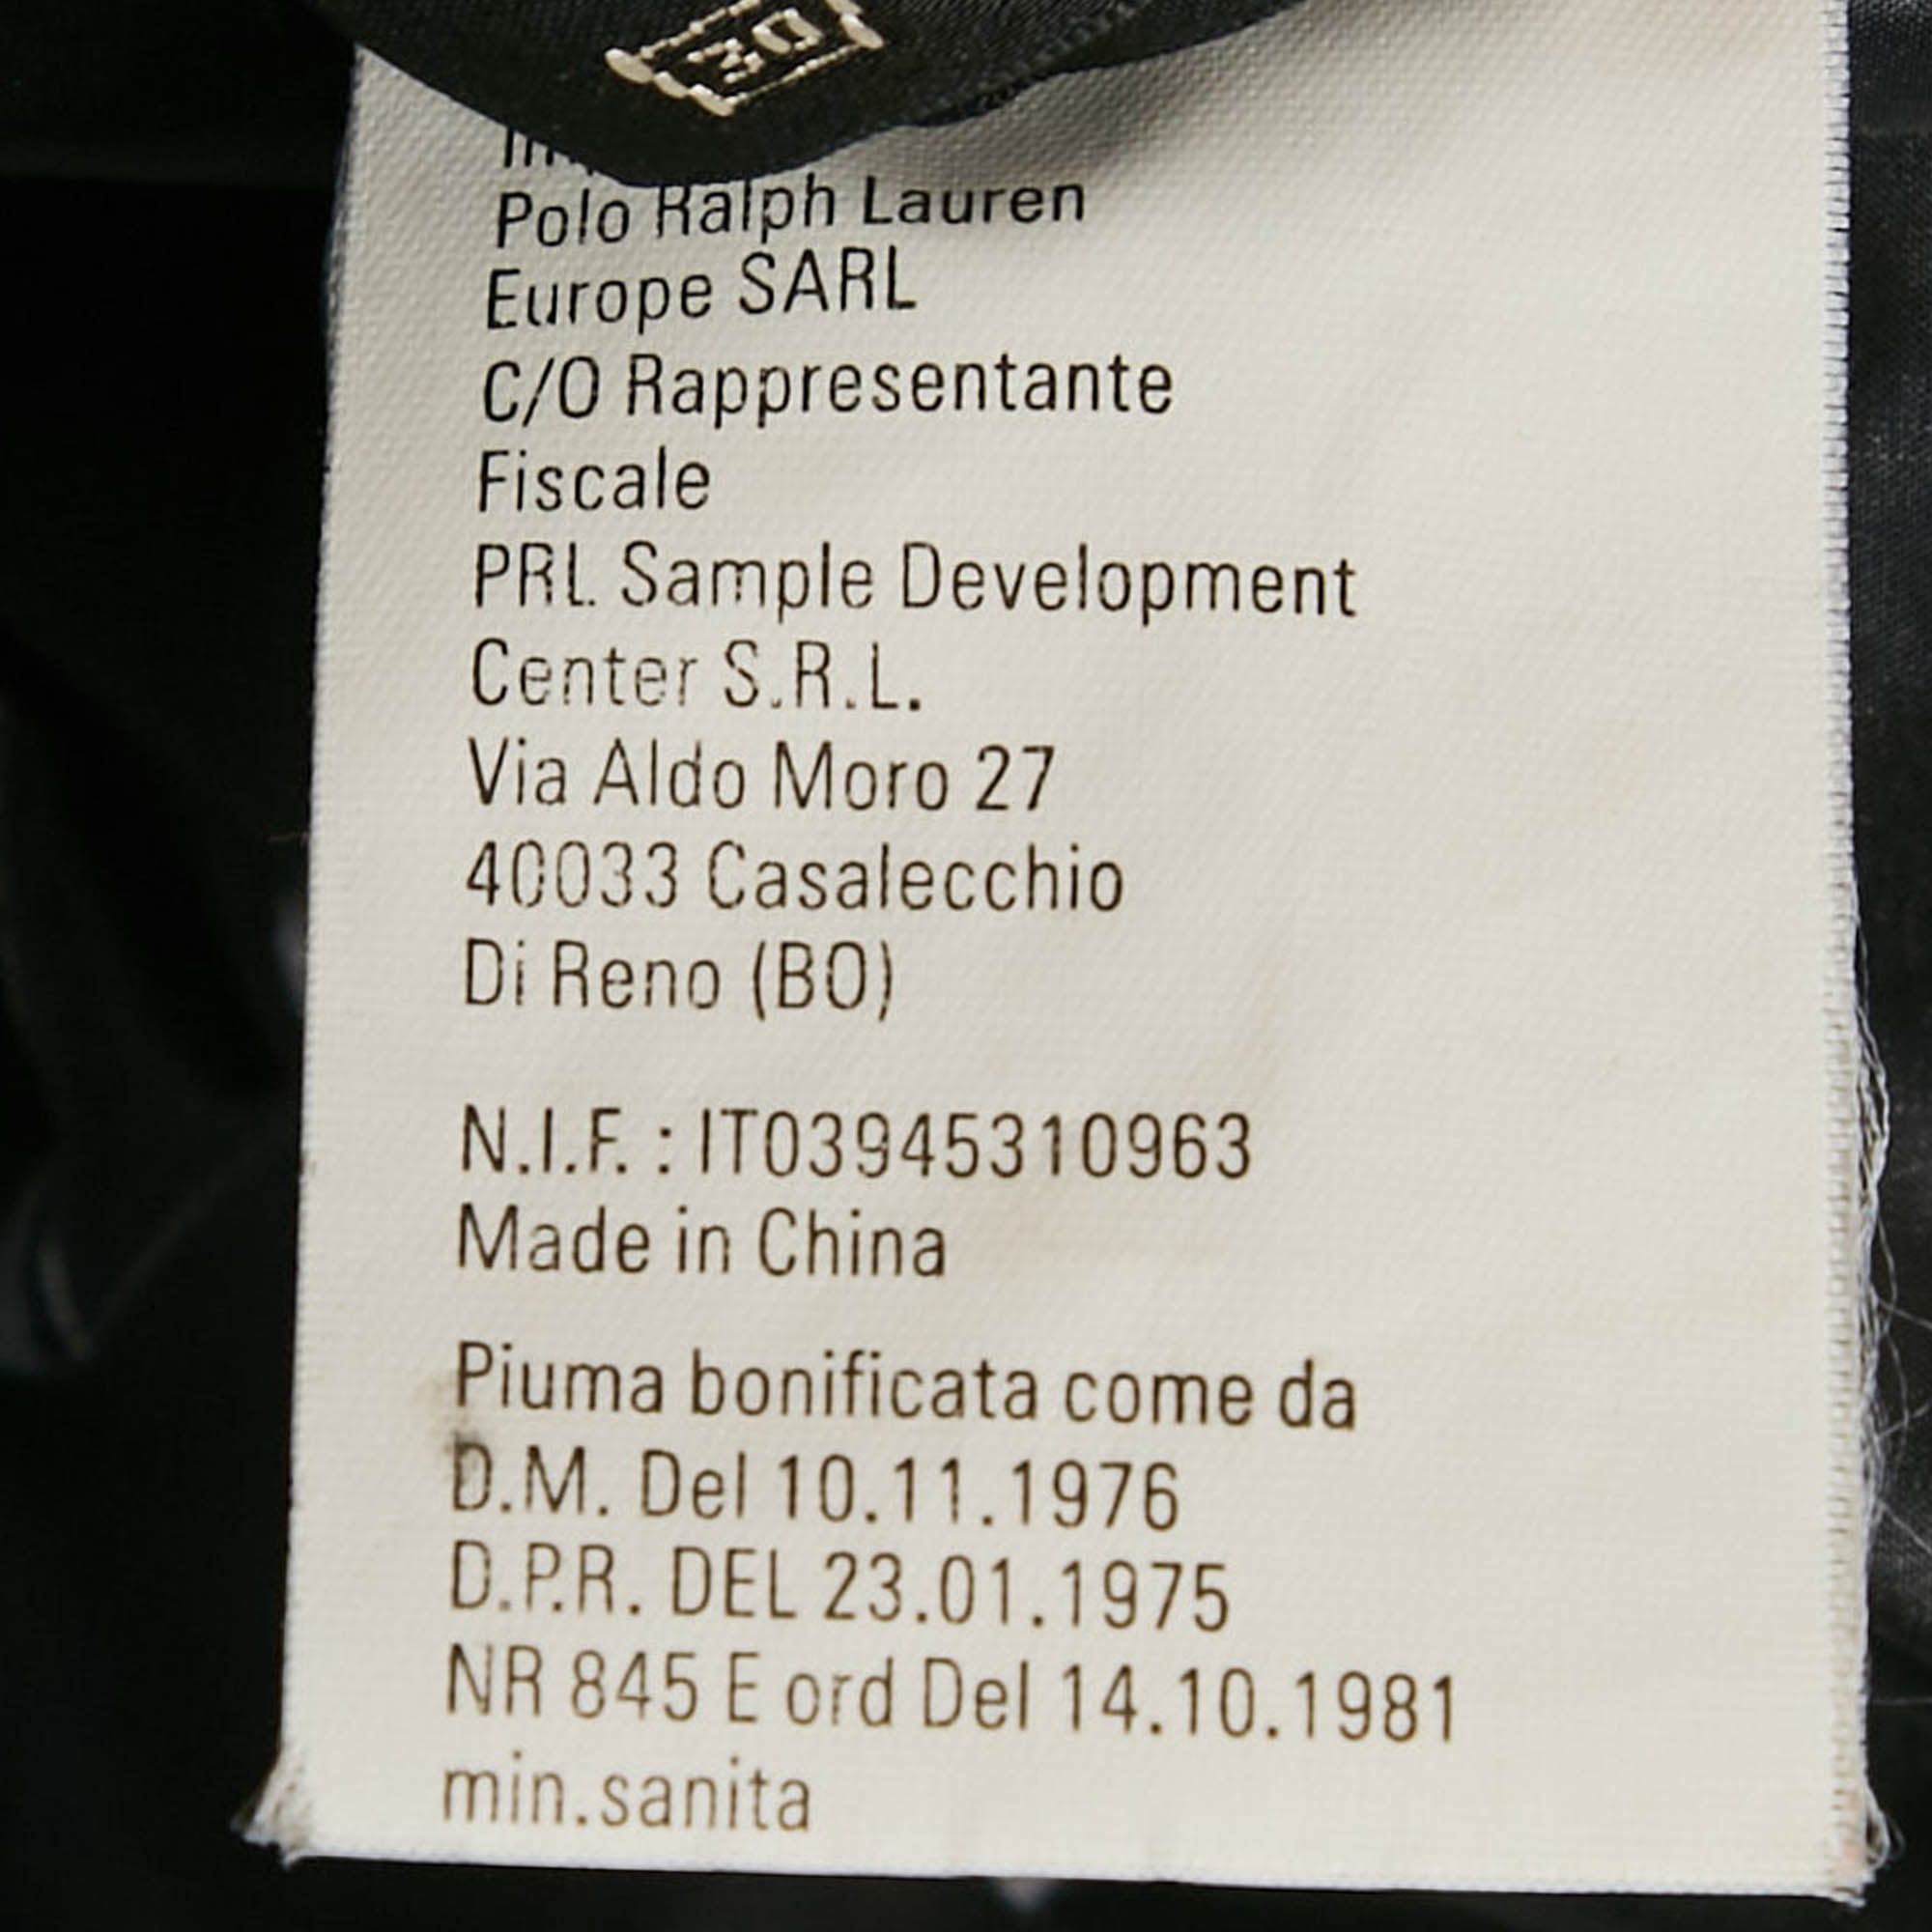 M
Polo Ralph Lauren
Europe SARL
C/O Rappresentante
Fiscale
PRL Sample Development
Center S.R.L.
Via Aldo Moro 27
40033 Casalecchio
Di Reno (BO)
N.I.F. : IT03945310963
Made in China
Piuma bonificata come da
D.M. Del 10.11.1976
D.P.R. DEL 23.01.1975
NR 845 E ord Del 14.10.1981
min.sanita